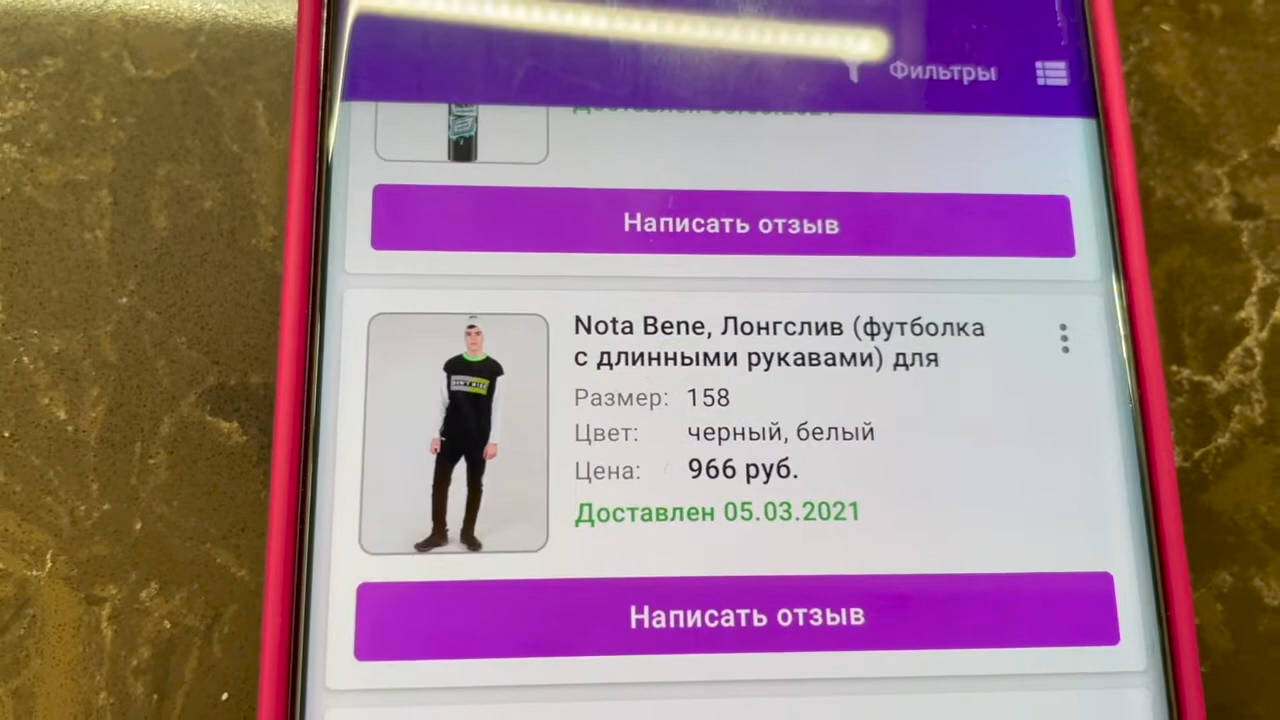 Фильтры
Написать отзыв
Nota Bene, Лонгслив (футболка
с длинными рукавами) для
Размер: 158
Цвет: черный, белый
Цена: 966 руб.
Доставлен 05.03.2021
Написать отзыв